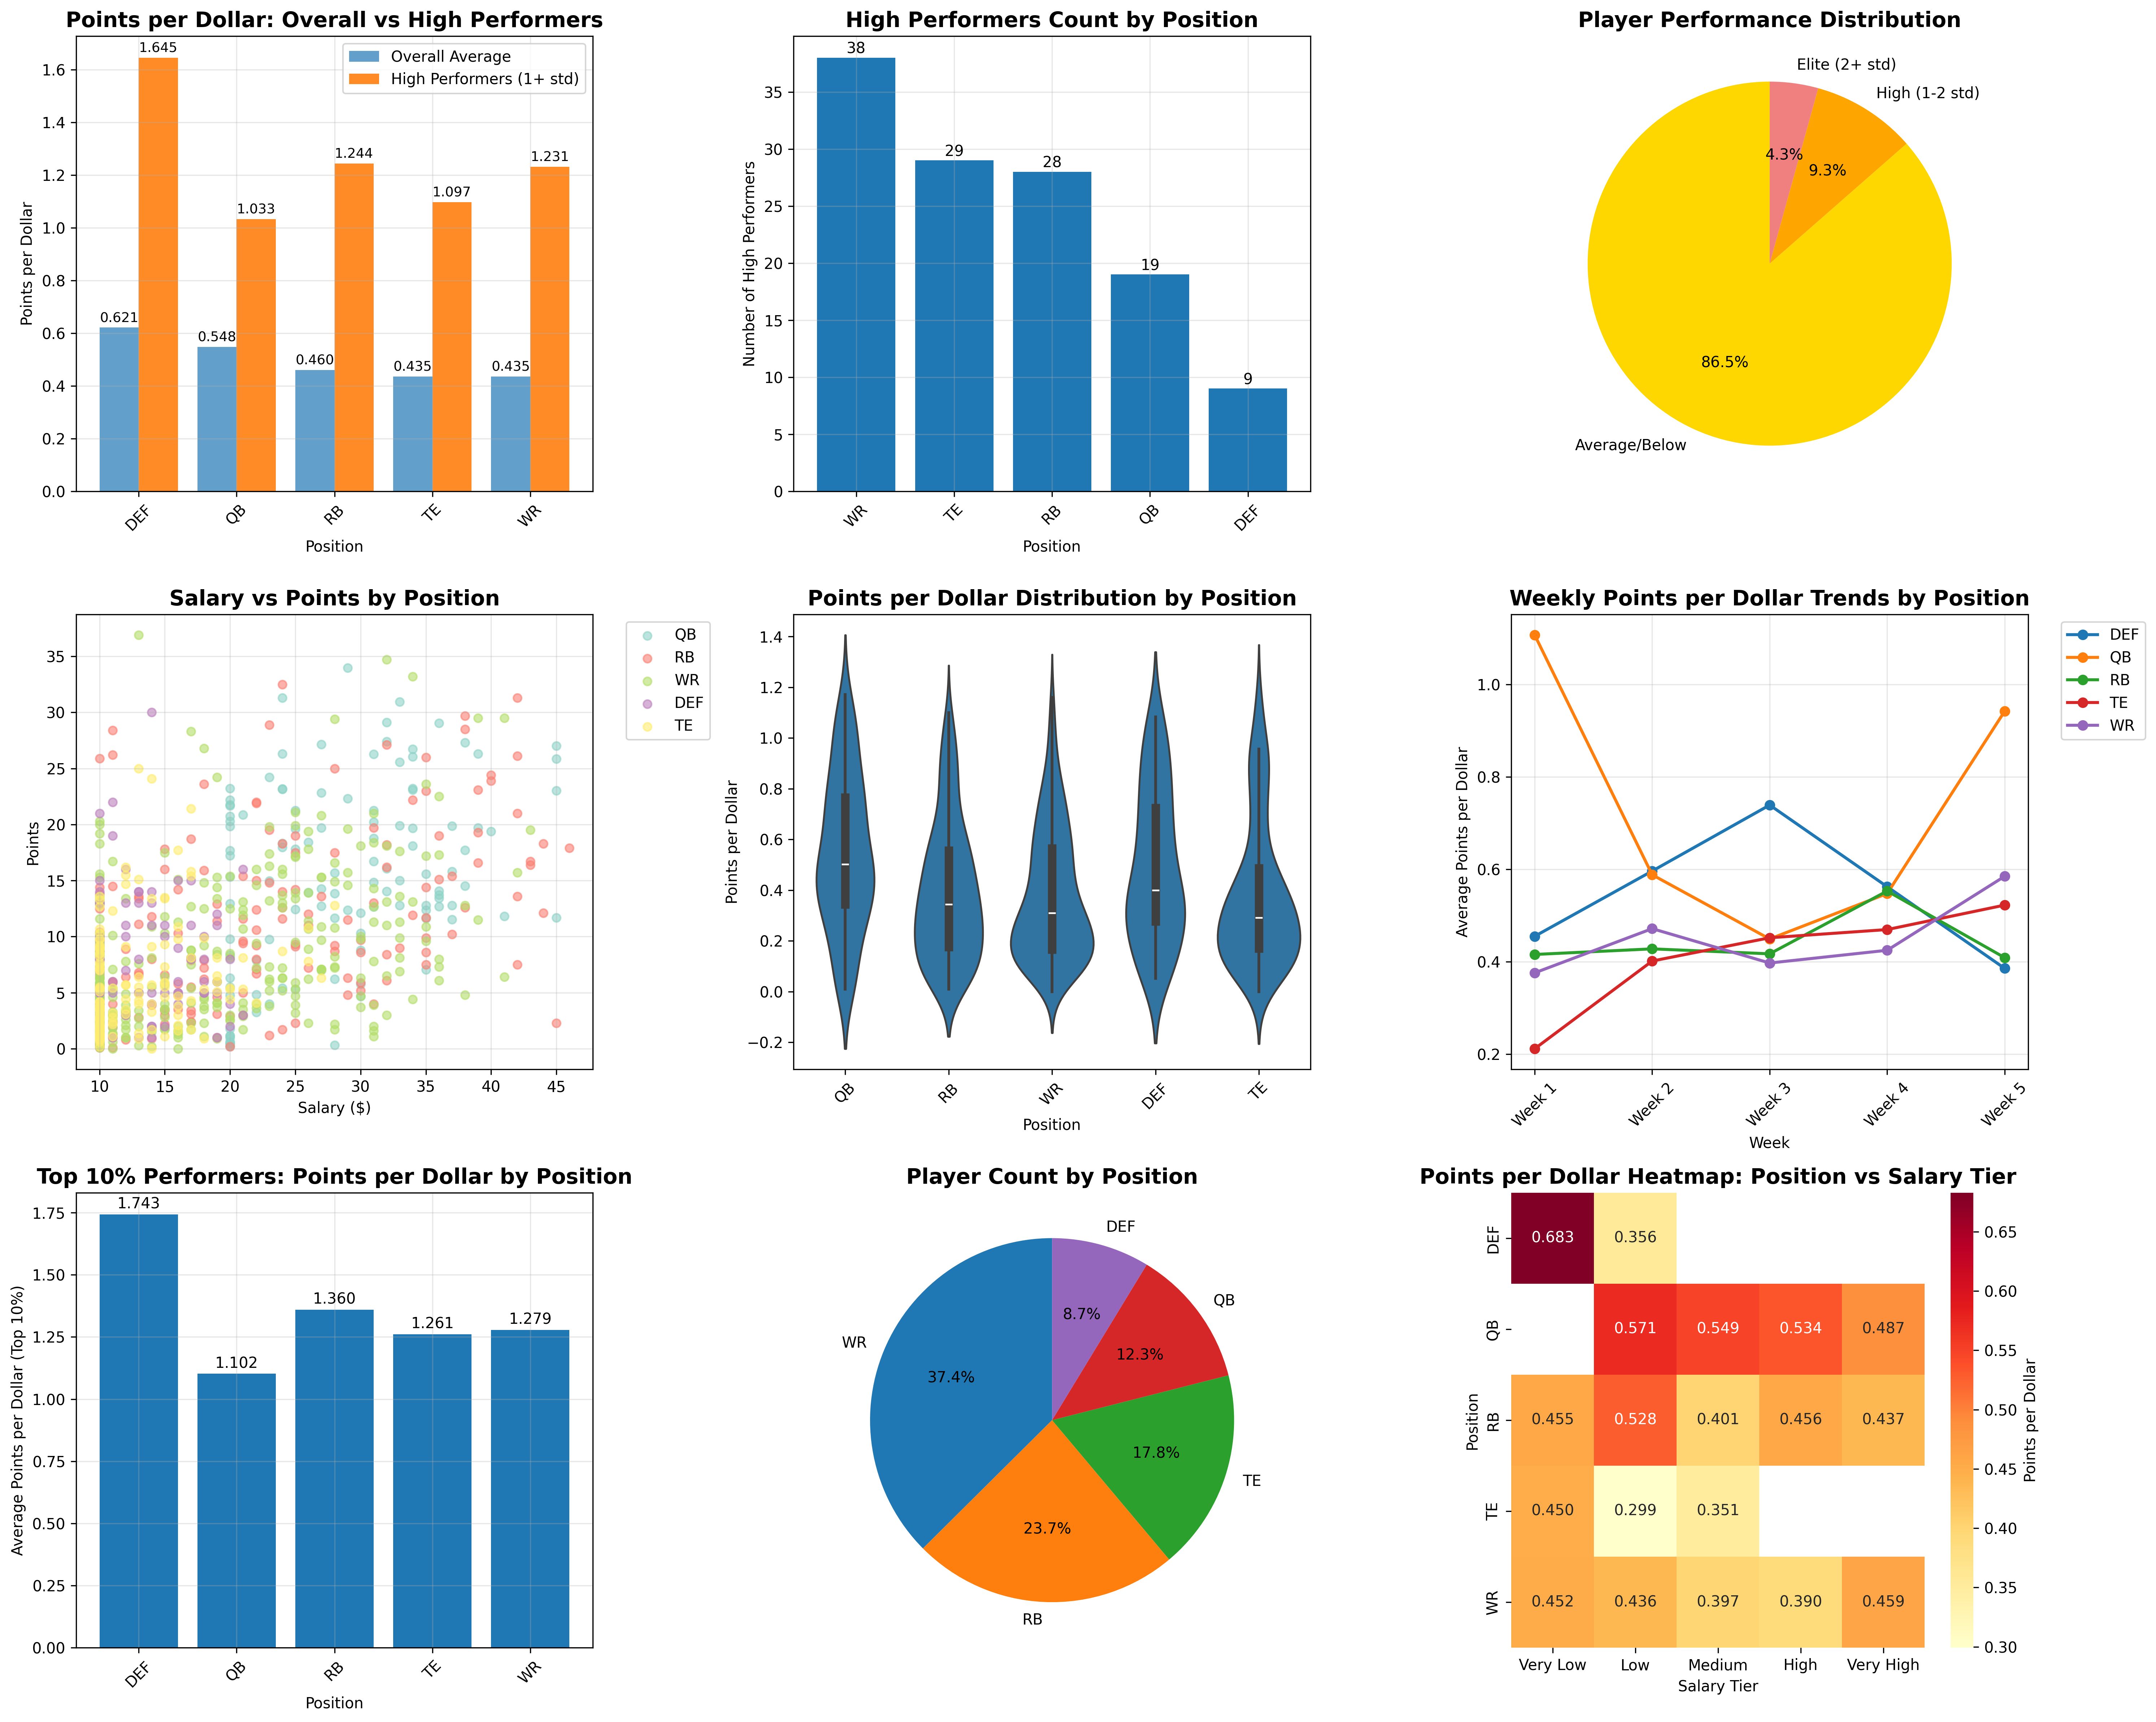 Points per Dollar: Overall vs High Performers
Points per Dollar
1.6
1.4
1.2
1.0
0.8
0.6
0.4
0.2
0.0
Overall Average
High Performers (1+ std)
1.645
0.621
0.548
1.033
0.460
1.244
0.435
1.097
0.435
1.231
DEF
QB
RB
TE
WR
Position
High Performers Count by Position
Number of High Performers
35
30
25
20
15
10
5
0
38
29
28
19
9
WR
TE
RB
QB
DEF
Position
Player Performance Distribution
Elite (2+ std)
High (1-2 std)
4.3%
9.3%
86.5%
Average/Below
Salary vs Points by Position
Points
35
30
25
20
15
10
5
0
10
15
20
25
30
35
40
45
Salary ($)
QB
RB
WR
DEF
TE
Points per Dollar Distribution by Position
Points per Dollar
1.4
1.2
1.0
0.8
0.6
0.4
0.2
0.0
−0.2
QB
RB
WR
DEF
TE
Position
Weekly Points per Dollar Trends by Position
Average Points per Dollar
1.0
0.8
0.6
0.4
0.2
Week 1
Week 2
Week 3
Week 4
Week 5
Week
DEF
QB
RB
TE
WR
Top 10% Performers: Points per Dollar by Position
Average Points per Dollar (Top 10%)
1.75
1.50
1.25
1.00
0.75
0.50
0.25
0.00
1.743
1.102
1.360
1.261
1.279
DEF
QB
RB
TE
WR
Position
Player Count by Position
DEF
QB
WR
TE
RB
8.7%
12.3%
37.4%
17.8%
23.7%
Points per Dollar Heatmap: Position vs Salary Tier
Position
DEF
0.683
0.356
QB
0.571
0.549
0.534
0.487
RB
0.455
0.528
0.401
0.456
0.437
TE
0.450
0.299
0.351
WR
0.452
0.436
0.397
0.390
0.459
Very Low
Low
Medium
High
Very High
Salary Tier
0.65
0.60
0.55
0.50
0.45
0.40
0.35
0.30
Points per Dollar